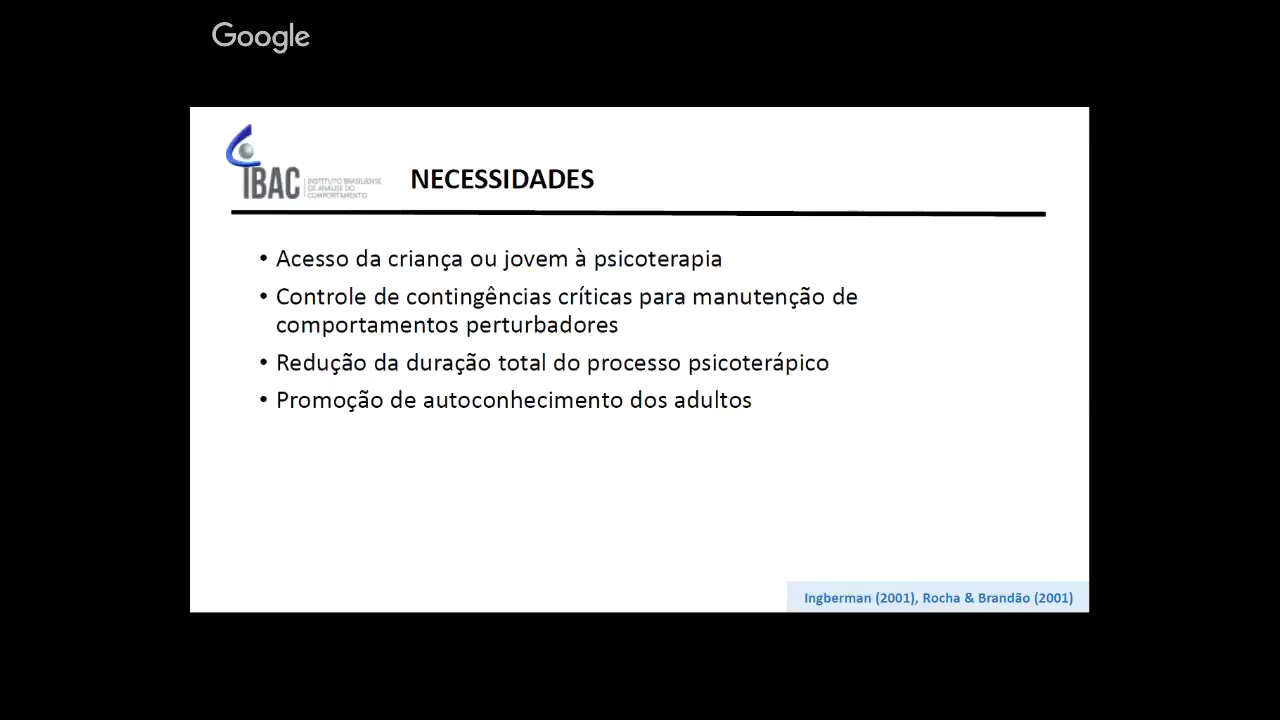 Google
IBAC
INSTITUTO BRASILIENSE
DE ANÁLISE DO
COMPORTAMENTO
NECESSIDADES
• Acesso da criança ou jovem à psicoterapia
• Controle de contingências críticas para manutenção de
comportamentos perturbadores
• Redução da duração total do processo psicoterápico
• Promoção de autoconhecimento dos adultos
Ingberman (2001), Rocha & Brandão (2001)